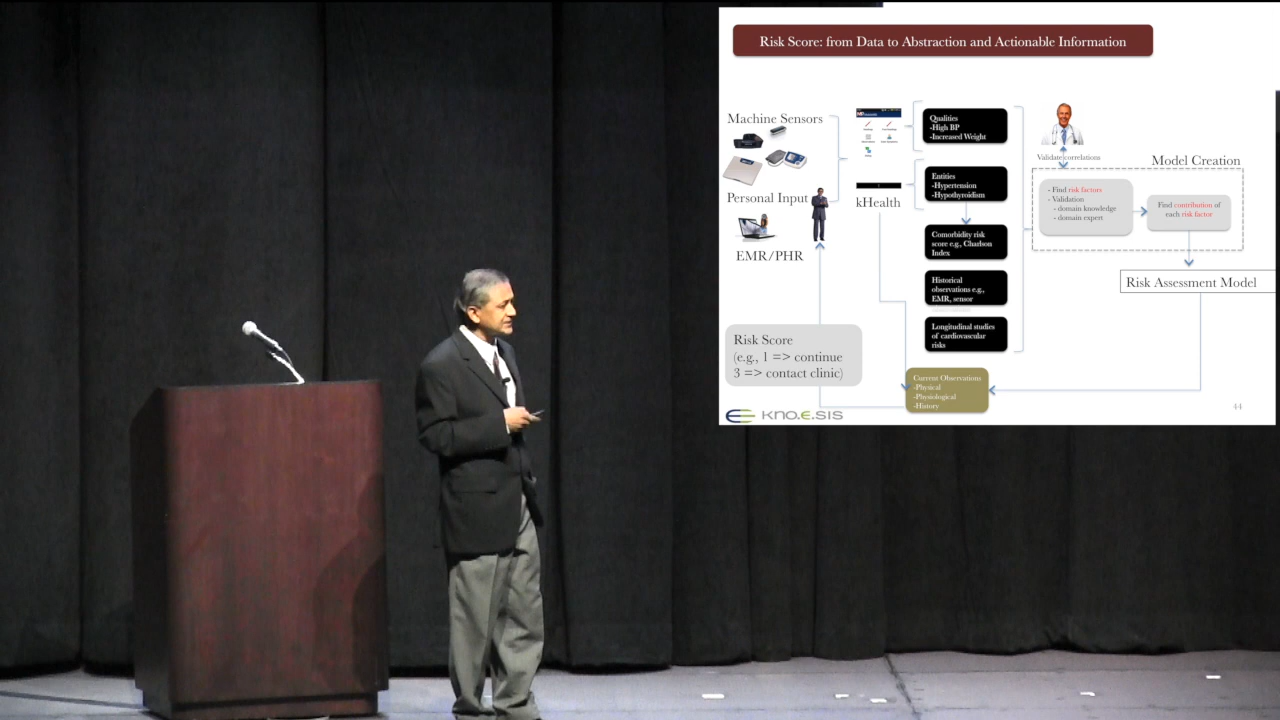 Risk Score: from Data to Abstraction and Actionable Information
Machine Sensors
Personal Input
EMR/PHR
kHealth
Qualities
-High BP
-Increased Weight
Entities
-Hypertension
-Hypothyroidism
Comorbidity risk
score e.g., Charlson
Index
Historical
observations e.g.,
EMR, sensor
Longitudinal studies
of cardiovascular
risks
Validate correlations
Model Creation
- Find risk factors
- Validation
- domain knowledge
- domain expert
Find contribution of
each risk factor
Risk Assessment Model
Risk Score
(e.g., 1 => continue
3 => contact clinic)
Current Observations
-Physical
-Physiological
-History
KNO.E.SIS
44